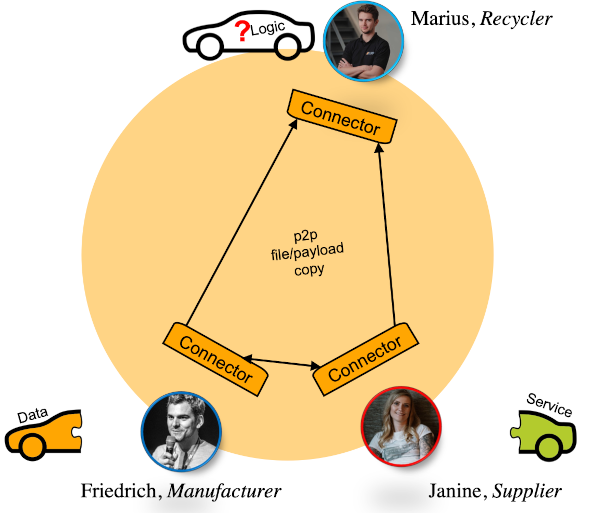 Marius, Recycler
? Logic
Connector
p2p
file/payload
copy
Connector
Connector
Data
Service
Friedrich, Manufacturer
Janine, Supplier